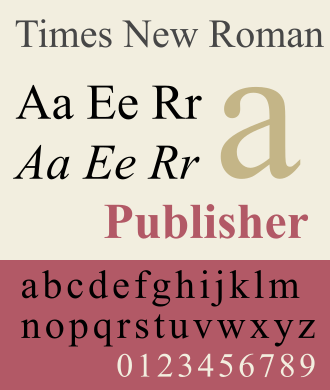 Times New Roman
Aa Ee Rr
a
Aa Ee Rr
Publisher
abcdefghijklm
nopqrstuvwxyz
0123456789